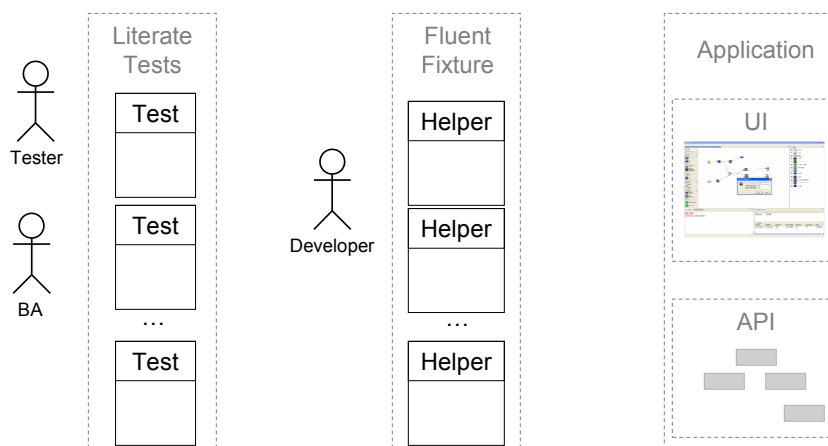 Literate
Tests
Fluent
Fixture
Application
Test
Helper
UI
Tester
Test
Helper
Developer
BA
...
...
API
Test
Helper